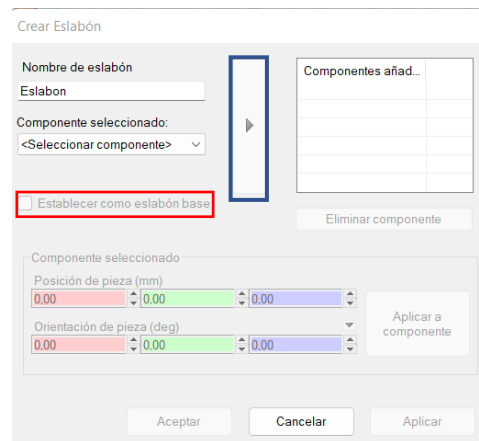 Crear Eslabón
Nombre de eslabón
Eslabon
Componente seleccionado:
<Seleccionar componente>
Establecer como eslabón base
Componentes añad...
Eliminar componente
Componente seleccionado
Posición de pieza (mm)
0,00 0,00 0,00
Orientación de pieza (deg)
0,00 0,00 0,00
Aplicar a
componente
Aceptar Cancelar Aplicar